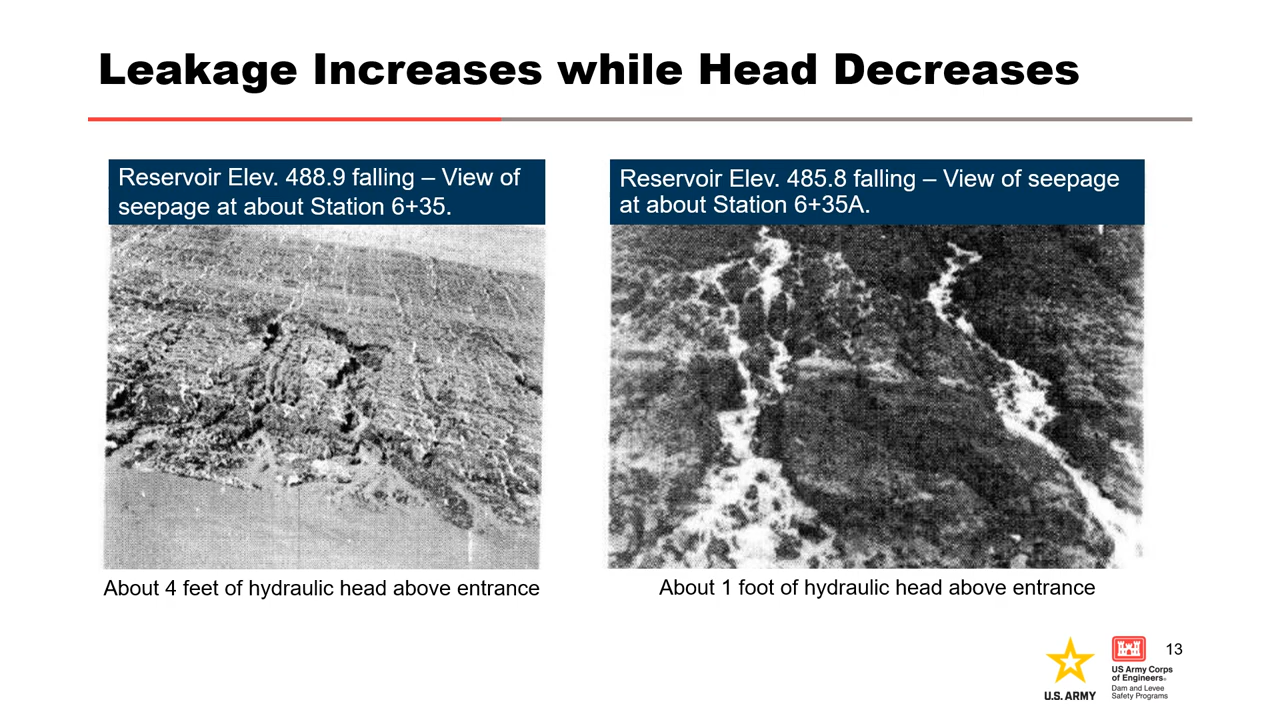 Leakage Increases while Head Decreases
Reservoir Elev. 488.9 falling – View of
seepage at about Station 6+35.
Reservoir Elev. 485.8 falling – View of seepage
at about Station 6+35A.
About 4 feet of hydraulic head above entrance
About 1 foot of hydraulic head above entrance
U.S. ARMY
US Army Corps
of Engineers®
Dam and Levee
Safety Programs
13